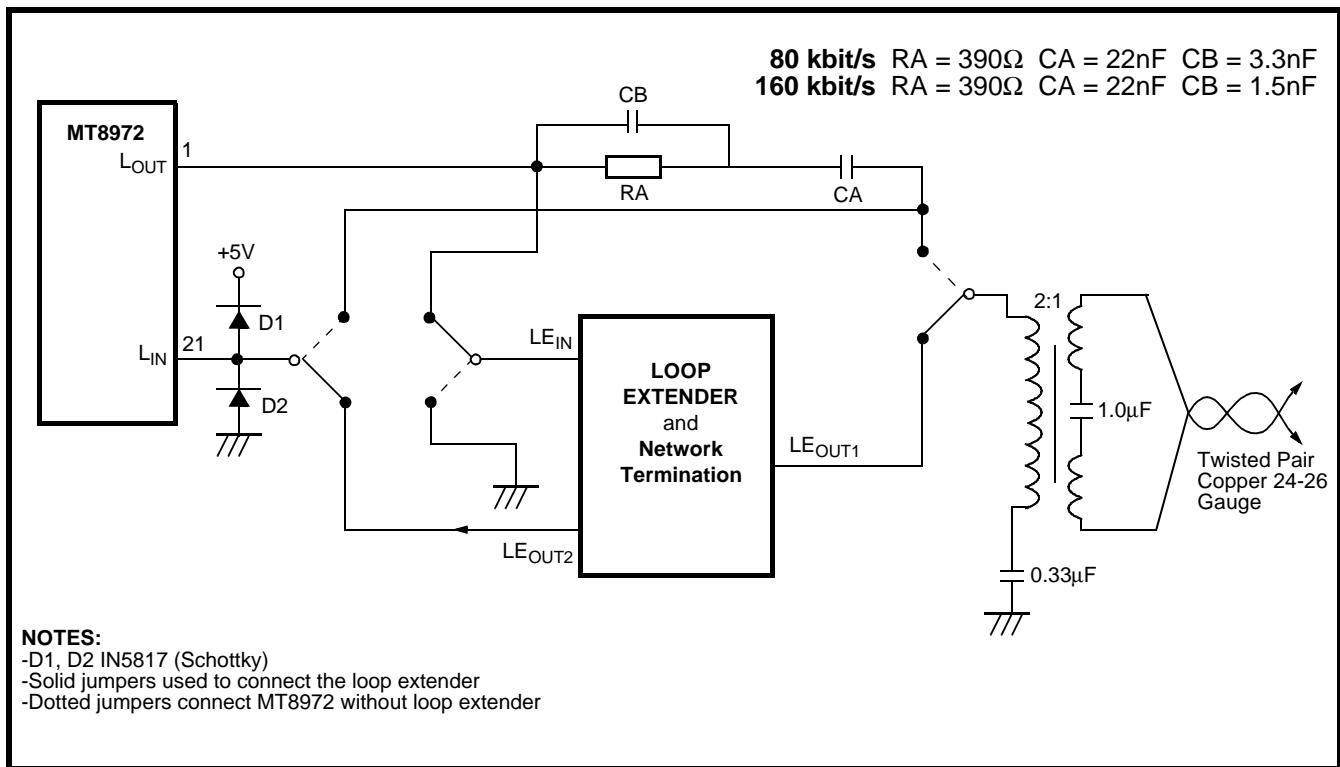 80 kbit/s RA = 390Ω CA = 22nF CB = 3.3nF
160 kbit/s RA = 390Ω CA = 22nF CB = 1.5nF
CB
MT8972
LOUT
1
RA
CA
+5V
D1
2:1
LIN
21
LEIN
D2
LOOP
EXTENDER
and
Network
Termination
1.0µF
LEOUT1
Twisted Pair
Copper 24-26
Gauge
LEOUT2
0.33µF
NOTES:
-D1, D2 IN5817 (Schottky)
-Solid jumpers used to connect the loop extender
-Dotted jumpers connect MT8972 without loop extender